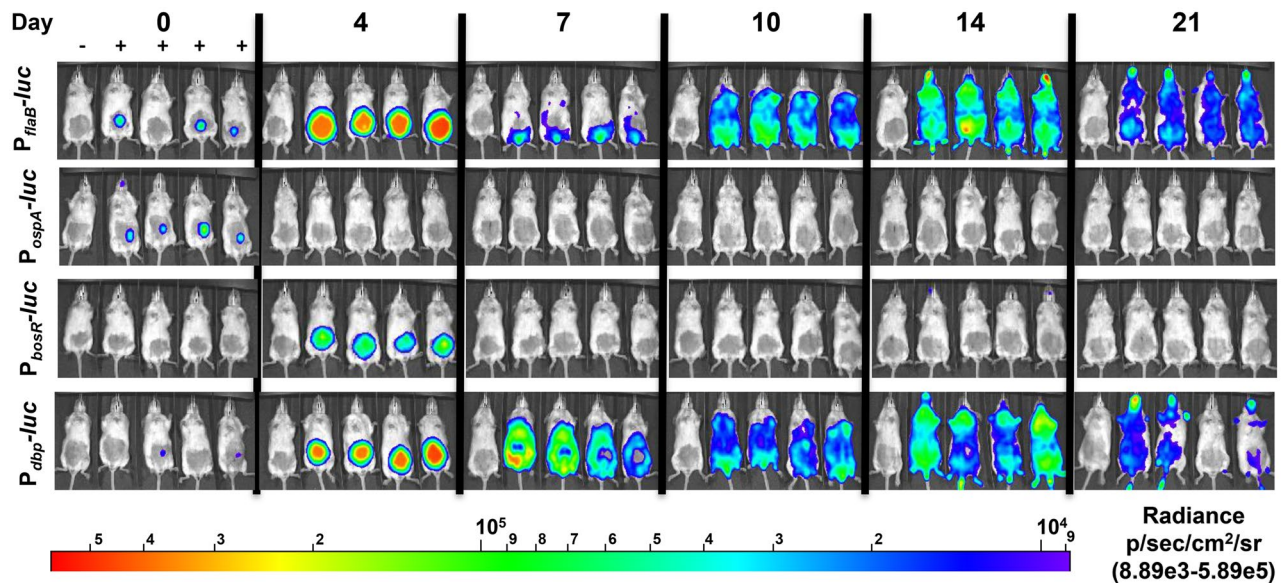 Day 0 4 7 10 14 21
- + + + +
PflaB-luc
PospA-luc
PbosR-luc
Pdbp-luc
5 4 3 2 10⁵ 9 8 7 6 5 4 3 2 10⁴ 9
Radiance
p/sec/cm²/sr
(8.89e3-5.89e5)